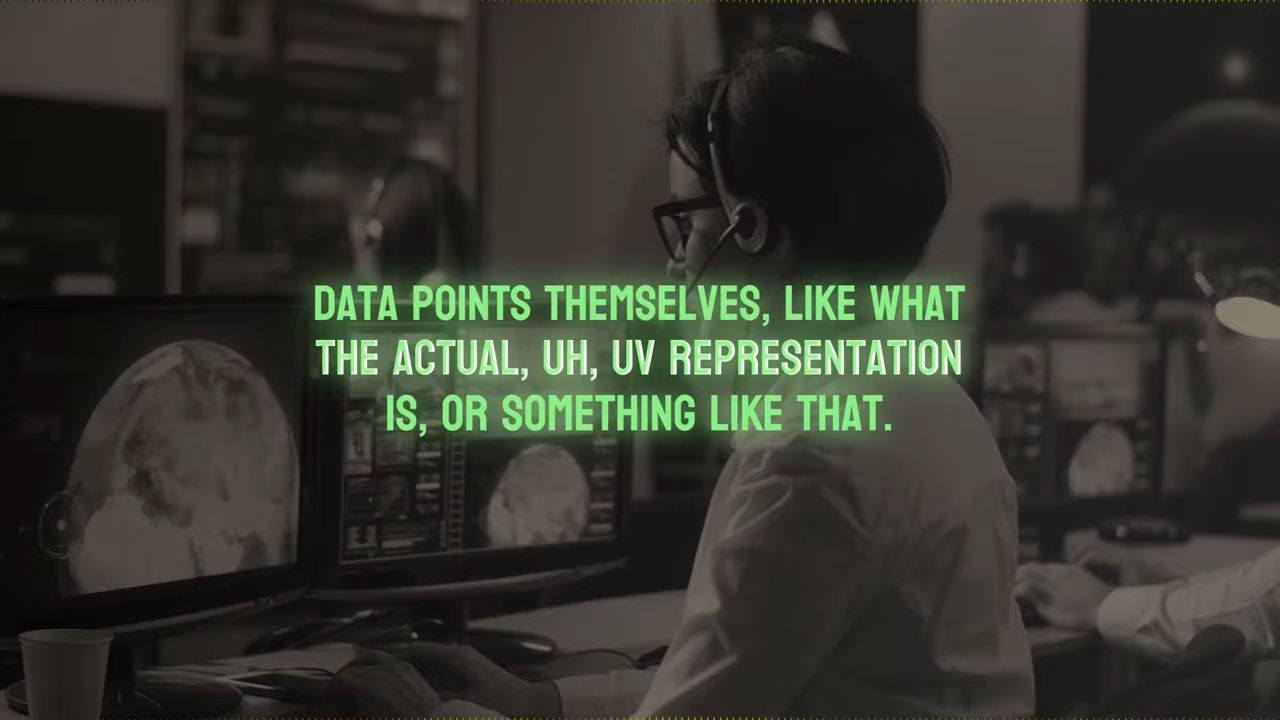 DATA POINTS THEMSELVES, LIKE WHAT
THE ACTUAL, UH, UV REPRESENTATION
IS, OR SOMETHING LIKE THAT.